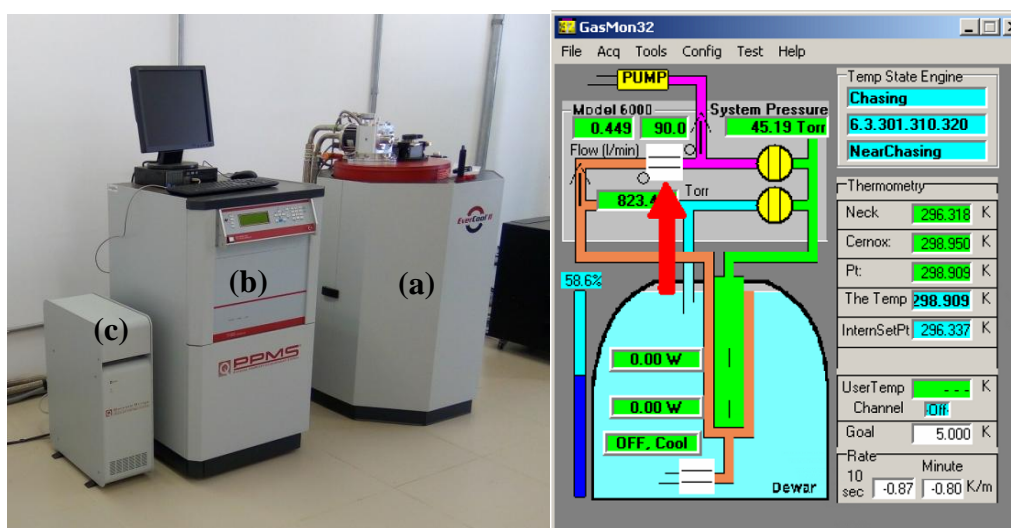 EverCool II
(a)
(b)
(c)
QPPMS
GasMon32
File Acq Tools Config Test Help
PUMP
Model 6000 System Pressure
0.449 90.0 45.19 Torr
Flow (l/min)
Torr
58.6%
0.00 W
0.00 W
OFF, Cool
Dewar
Temp State Engine
Chasing
6.3.301.310.320
NearChasing
Thermometry
Neck 296.318 K
Cernox: 298.950 K
Pt: 298.909 K
The Temp 298.909 K
InternSetPt 296.337 K
UserTemp - - - K
Channel Off
Goal 5.000 K
Rate
10 Minute
sec -0.87 -0.80 K/m